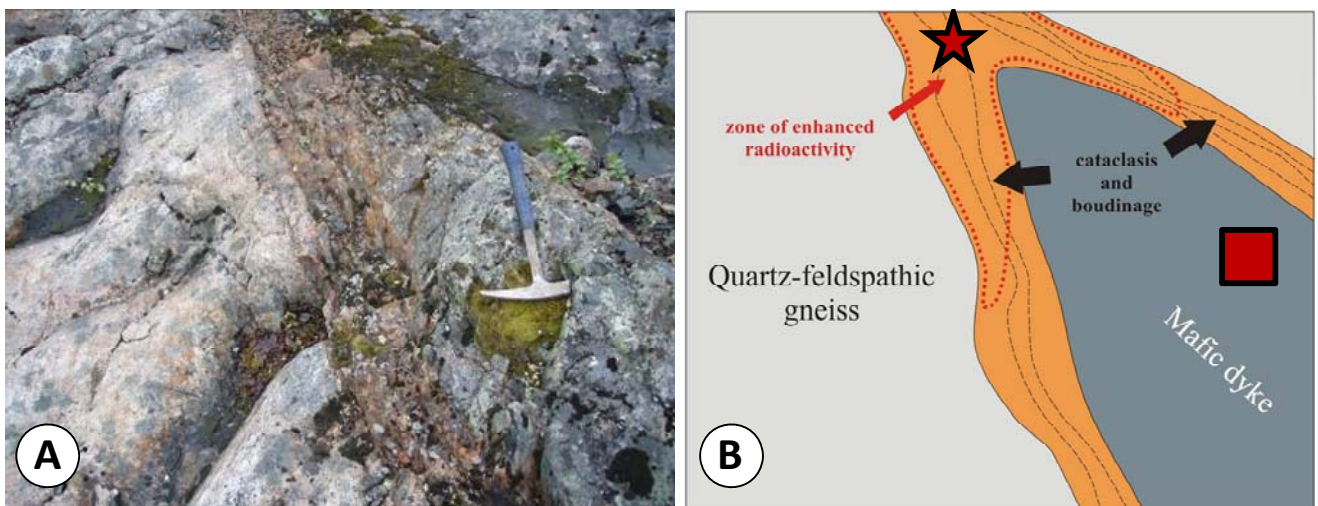 A
zone of enhanced
radioactivity
cataclasis
and
boudinage
Quartz-feldspathic
gneiss
Mafic dyke
B